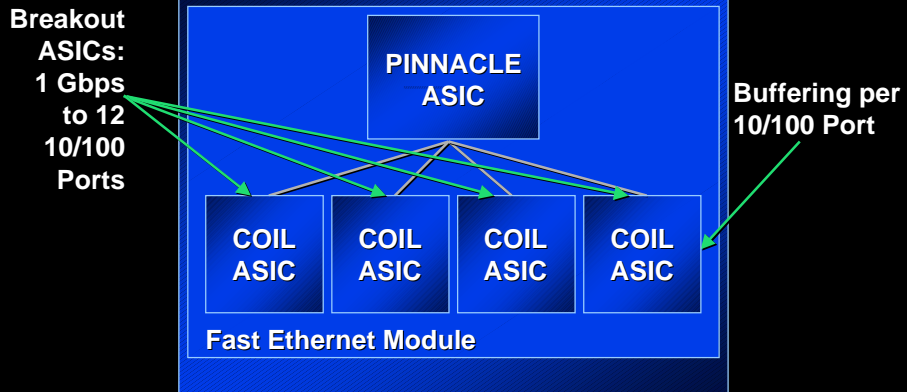 Breakout
ASICs:
1 Gbps
to 12
10/100
Ports
PINNACLE
ASIC
Buffering per
10/100 Port
COIL
ASIC
COIL
ASIC
COIL
ASIC
COIL
ASIC
Fast Ethernet Module